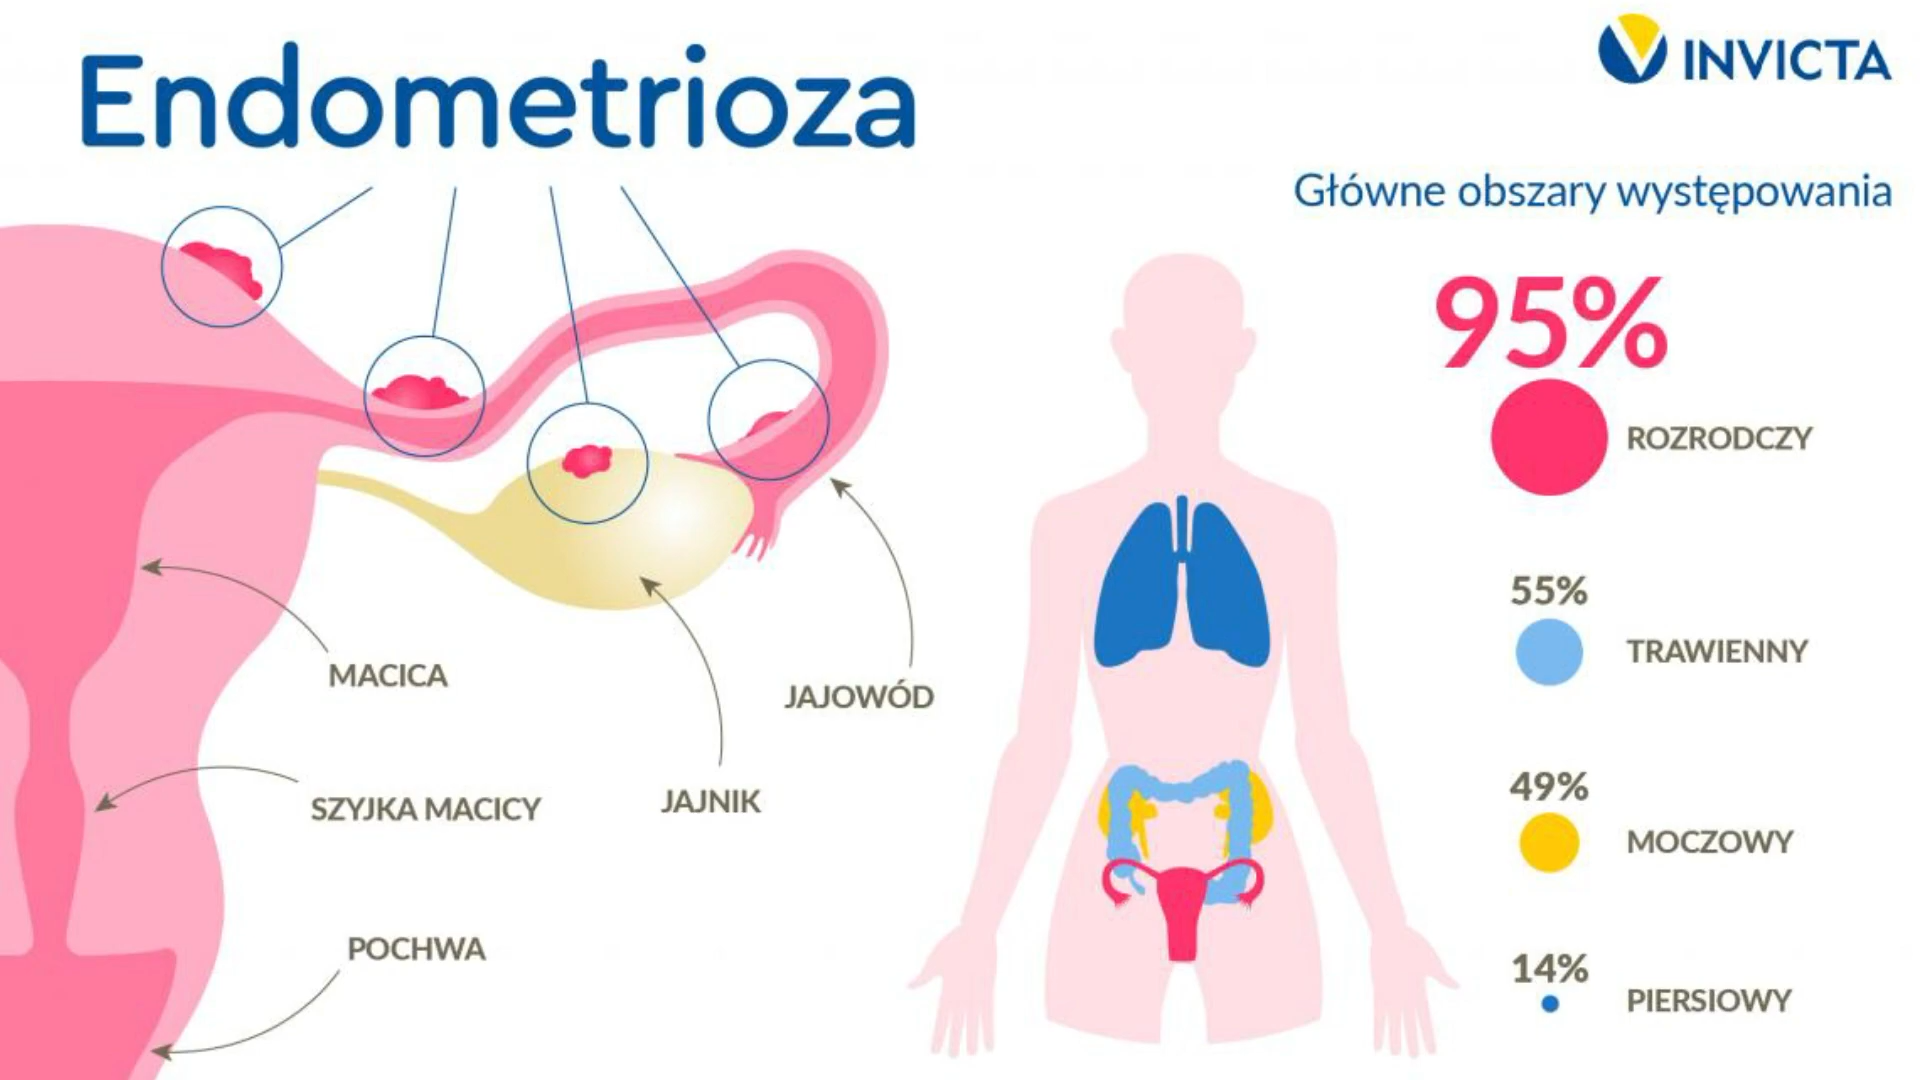 Endometrioza
INVICTA
Główne obszary występowania
95%
ROZRODCZY
55%
TRAWIENNY
49%
MOCZOWY
14%
PIERSIOWY
MACICA
JAJOWÓD
SZYJKA MACICY
JAJNIK
POCHWA